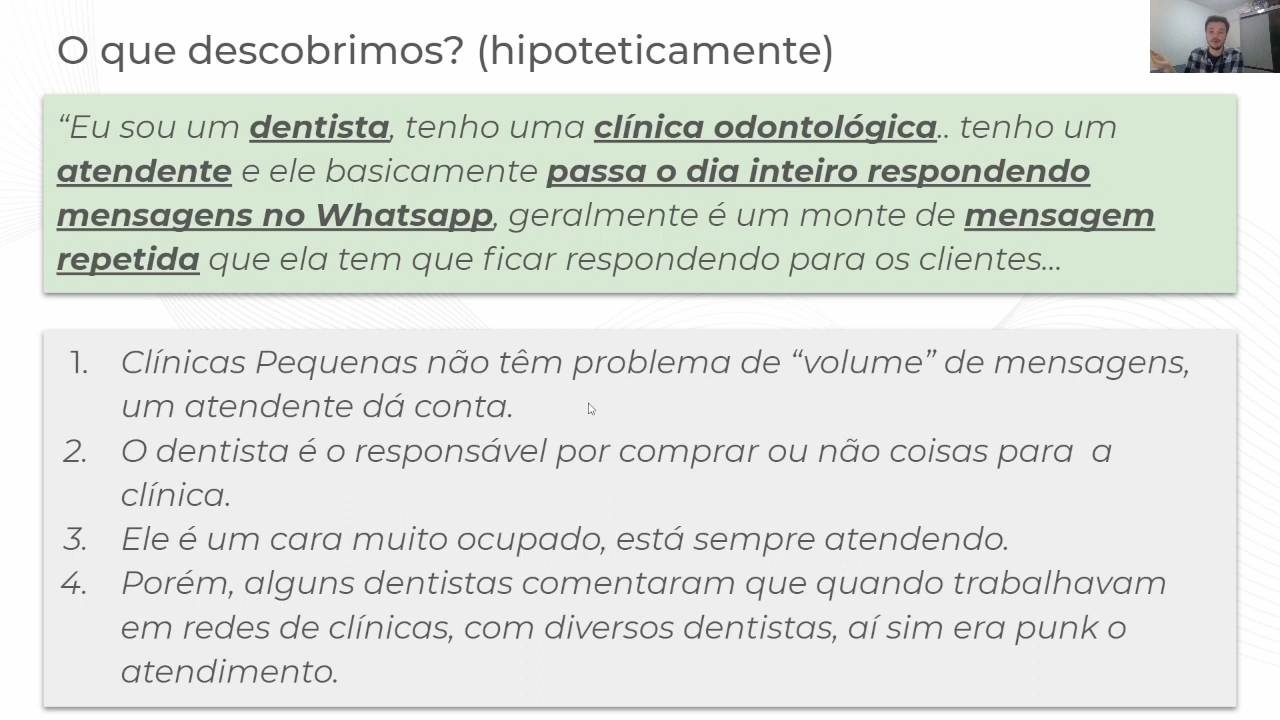 O que descobrimos? (hipoteticamente)
“Eu sou um dentista, tenho uma clínica odontológica.. tenho um
atendente e ele basicamente passa o dia inteiro respondendo
mensagens no Whatsapp, geralmente é um monte de mensagem
repetida que ela tem que ficar respondendo para os clientes...
1. Clínicas Pequenas não têm problema de “volume” de mensagens,
um atendente dá conta.
2. O dentista é o responsável por comprar ou não coisas para a
clínica.
3. Ele é um cara muito ocupado, está sempre atendendo.
4. Porém, alguns dentistas comentaram que quando trabalhavam
em redes de clínicas, com diversos dentistas, aí sim era punk o
atendimento.